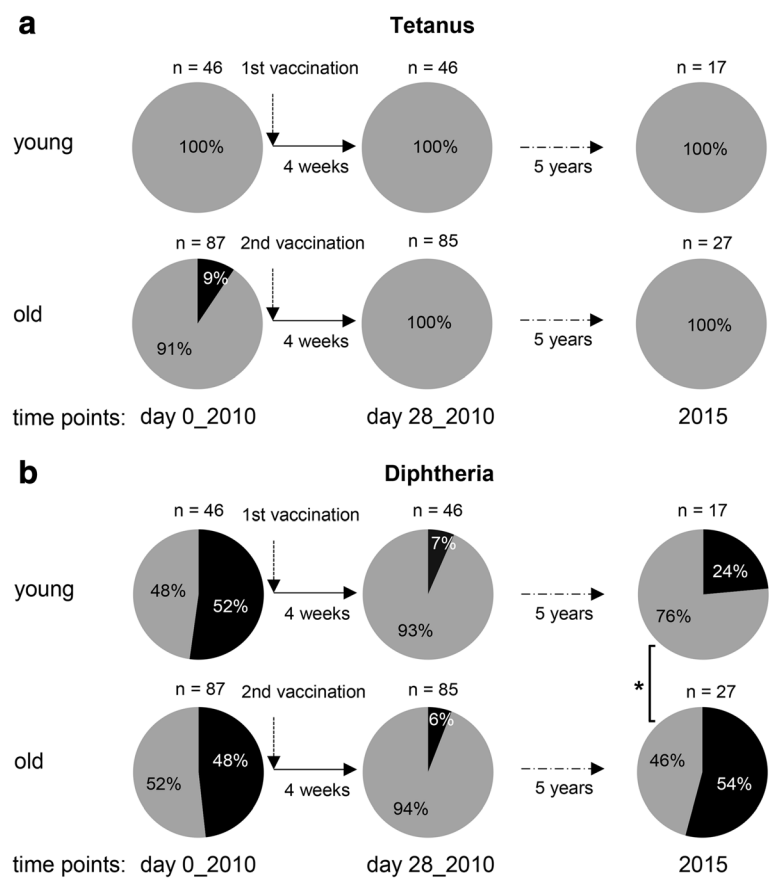 a
Tetanus
n = 46
1st vaccination
n = 46
n = 17
young
100%
100%
100%
4 weeks
5 years
n = 87
2nd vaccination
n = 85
n = 27
old
9%
91%
100%
100%
4 weeks
5 years
time points: day 0_2010 day 28_2010 2015
b
Diphtheria
n = 46
1st vaccination
n = 46
n = 17
young
48%
52%
7%
93%
24%
76%
4 weeks
5 years
*
n = 87
2nd vaccination
n = 85
n = 27
old
52%
48%
6%
94%
46%
54%
4 weeks
5 years
time points: day 0_2010 day 28_2010 2015